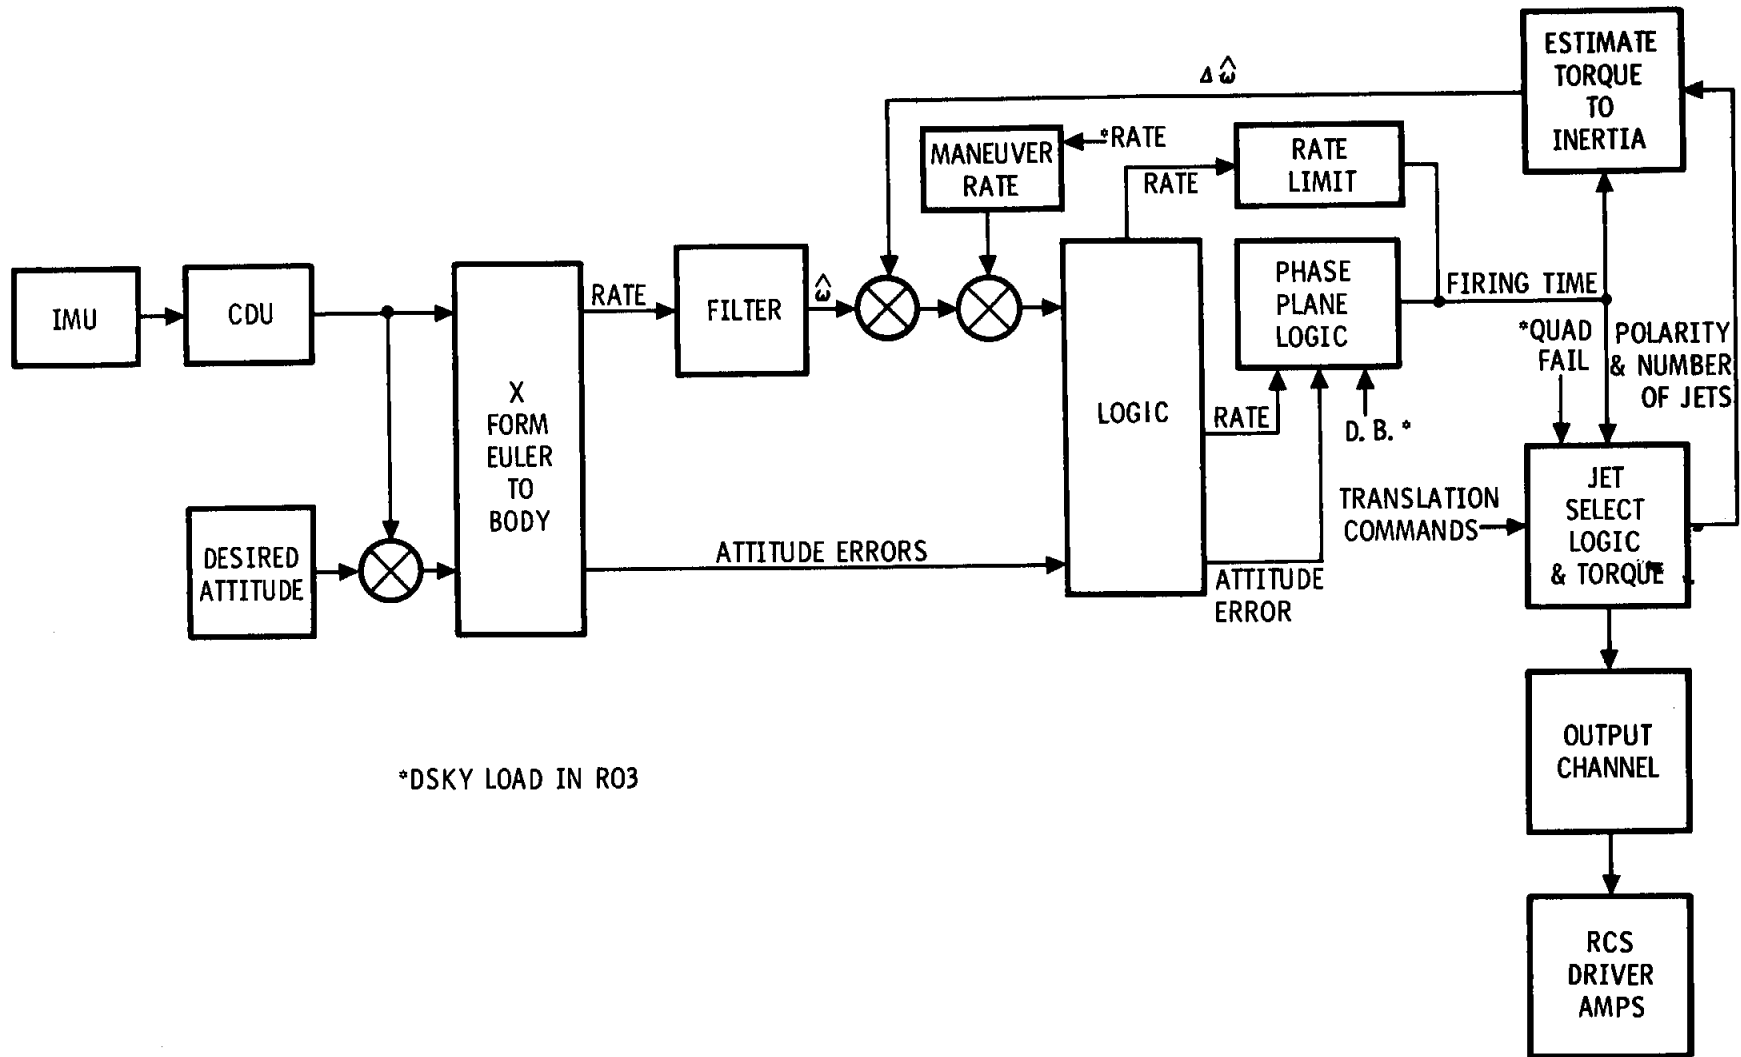 ESTIMATE
TORQUE
TO
INERTIA
Δω̂
MANEUVER
RATE
*RATE
RATE
RATE
LIMIT
IMU
CDU
X
FORM
EULER
TO
BODY
RATE
FILTER
ω̂
LOGIC
PHASE
PLANE
LOGIC
FIRING TIME
*QUAD
FAIL
POLARITY
& NUMBER
OF JETS
RATE
D. B. *
DESIRED
ATTITUDE
ATTITUDE ERRORS
ATTITUDE
ERROR
TRANSLATION
COMMANDS
JET
SELECT
LOGIC
& TORQUE
OUTPUT
CHANNEL
RCS
DRIVER
AMPS
*DSKY LOAD IN RO3